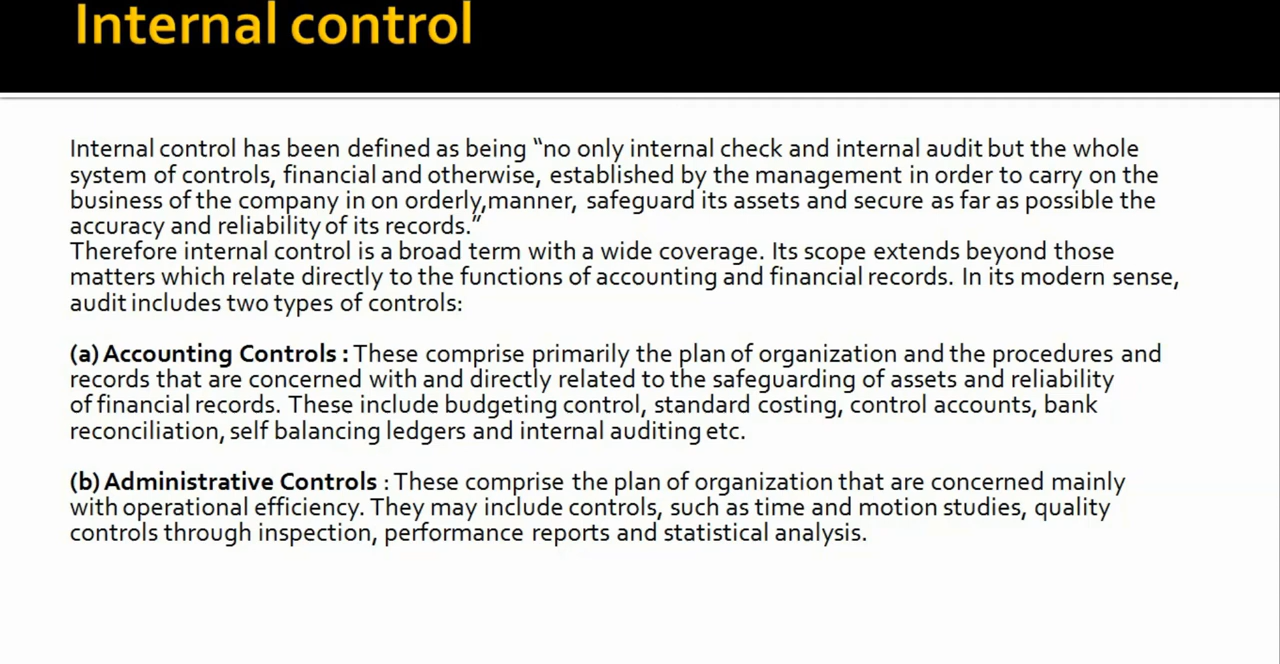 Internal control
Internal control has been defined as being “no only internal check and internal audit but the whole
system of controls, financial and otherwise, established by the management in order to carry on the
business of the company in on orderly,manner, safeguard its assets and secure as far as possible the
accuracy and reliability of its records.”
Therefore internal control is a broad term with a wide coverage. Its scope extends beyond those
matters which relate directly to the functions of accounting and financial records. In its modern sense,
audit includes two types of controls:
(a) Accounting Controls : These comprise primarily the plan of organization and the procedures and
records that are concerned with and directly related to the safeguarding of assets and reliability
of financial records. These include budgeting control, standard costing, control accounts, bank
reconciliation, self balancing ledgers and internal auditing etc.
(b) Administrative Controls : These comprise the plan of organization that are concerned mainly
with operational efficiency. They may include controls, such as time and motion studies, quality
controls through inspection, performance reports and statistical analysis.